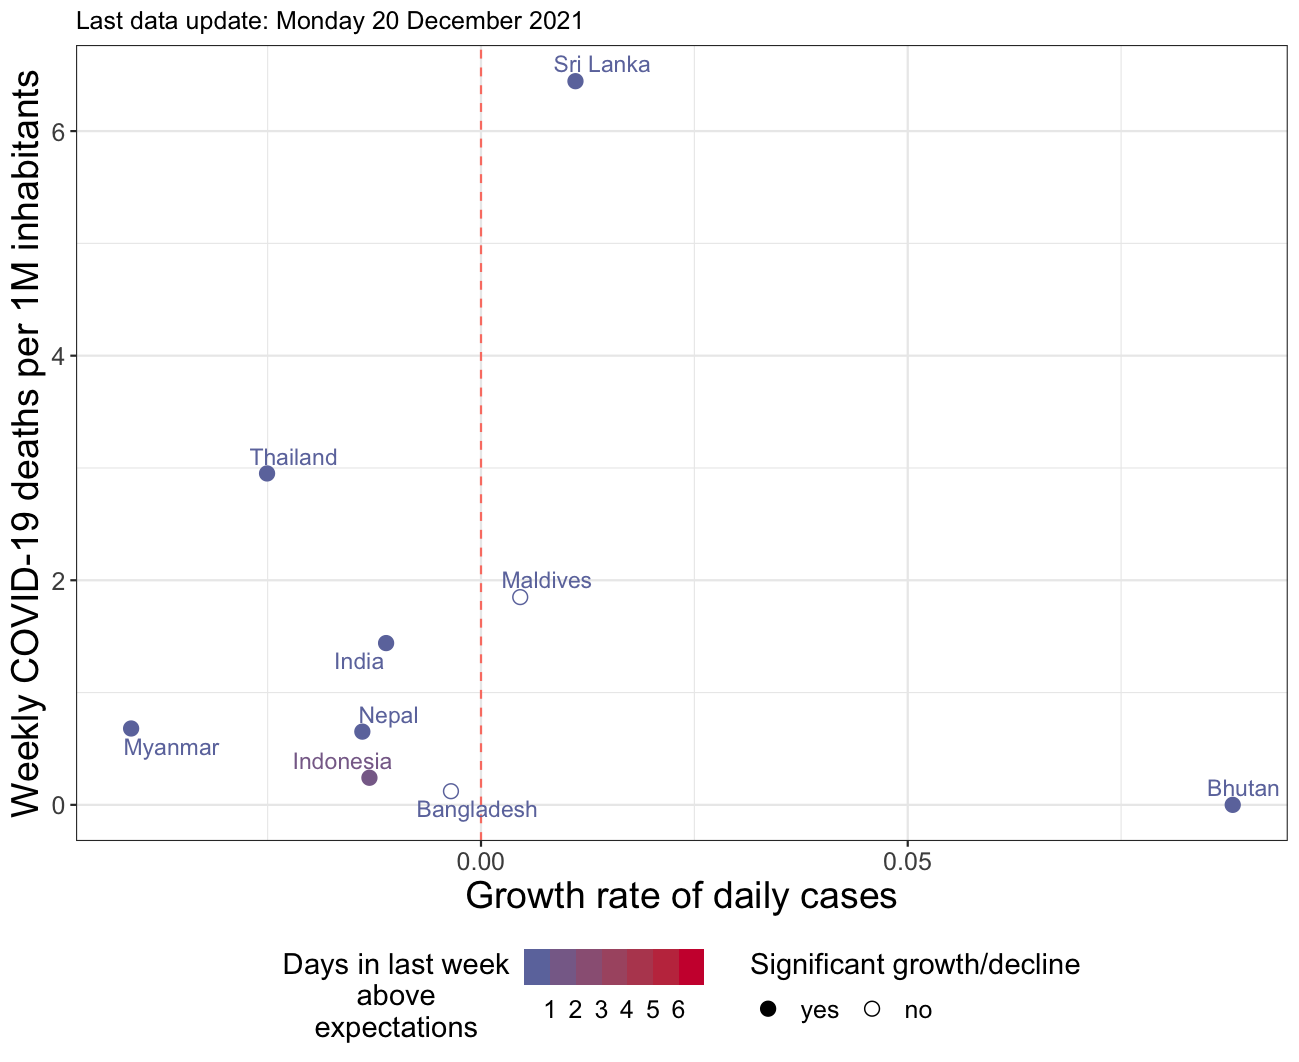 Last data update: Monday 20 December 2021
Weekly COVID-19 deaths per 1M inhabitants
6
4
2
0
Sri Lanka
Thailand
Maldives
India
Nepal
Myanmar
Indonesia
Bhutan
Bangladesh
0.00
0.05
Growth rate of daily cases
Days in last week
above
expectations
1 2 3 4 5 6
Significant growth/decline
yes no